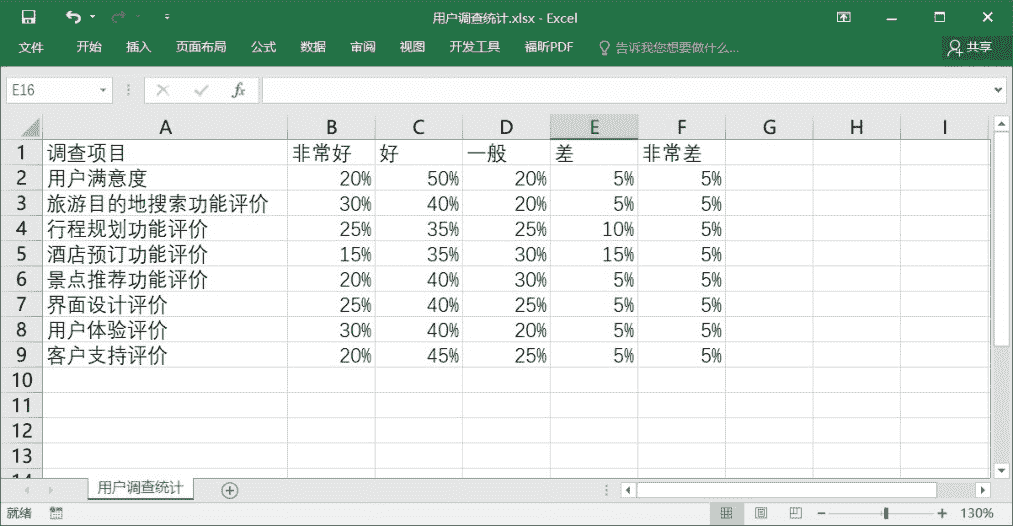 用户调查统计.xlsx - Excel
文件 开始 插入 页面布局 公式 数据 审阅 视图 开发工具 福昕PDF 告诉我您想要做什么... 共享
E16 fx
A B C D E F G H I
1 调查项目 非常好 好 一般 差 非常差
2 用户满意度 20% 50% 20% 5% 5%
3 旅游目的地搜索功能评价 30% 40% 20% 5% 5%
4 行程规划功能评价 25% 35% 25% 10% 5%
5 酒店预订功能评价 15% 35% 30% 15% 5%
6 景点推荐功能评价 20% 40% 30% 5% 5%
7 界面设计评价 25% 40% 25% 5% 5%
8 用户体验评价 30% 40% 20% 5% 5%
9 客户支持评价 20% 45% 25% 5% 5%
10
11
12
13
14
用户调查统计
就绪 130%